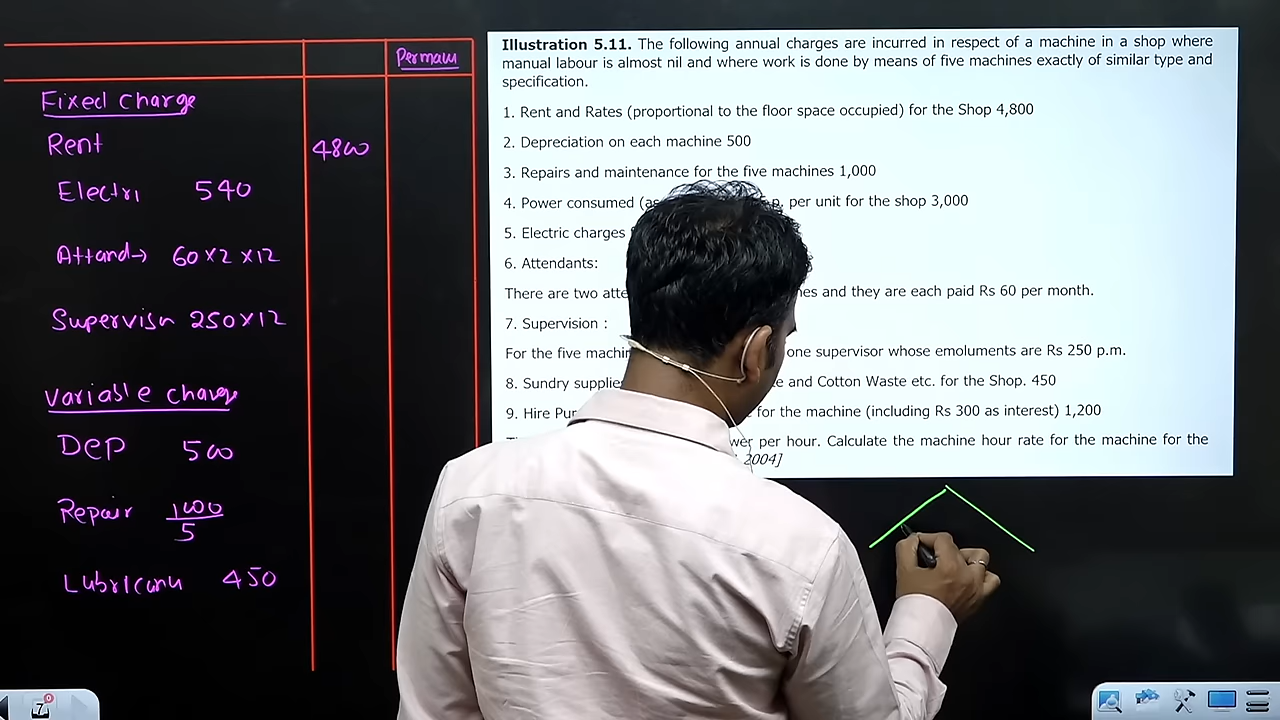 Per
Fixed Charge
Rent 4800
Electri 540
Attand → 60 x 2 x 12
Supervisn 250 x 12
Variable charge
Dep 500
Repair 1000
5
450
Illustration 5.11. The following annual charges are incurred in respect of a machine in a shop where
manual labour is almost nil and where work is done by means of five machines exactly of similar type and
specification.
1. Rent and Rates (proportional to the floor space occupied) for the Shop 4,800
2. Depreciation on each machine 500
3. Repairs and maintenance for the five machines 1,000
4. Power consumed (as per unit for the shop 3,000
5. Electric charges
6. Attendants:
There are two and they are each paid Rs 60 per month.
7. Supervision :
For the five one supervisor whose emoluments are Rs 250 p.m.
8. Sundry and Cotton Waste etc. for the Shop. 450
9. Hire for the machine (including Rs 300 as interest) 1,200
per hour. Calculate the machine hour rate for the machine for the
2004]
7
0